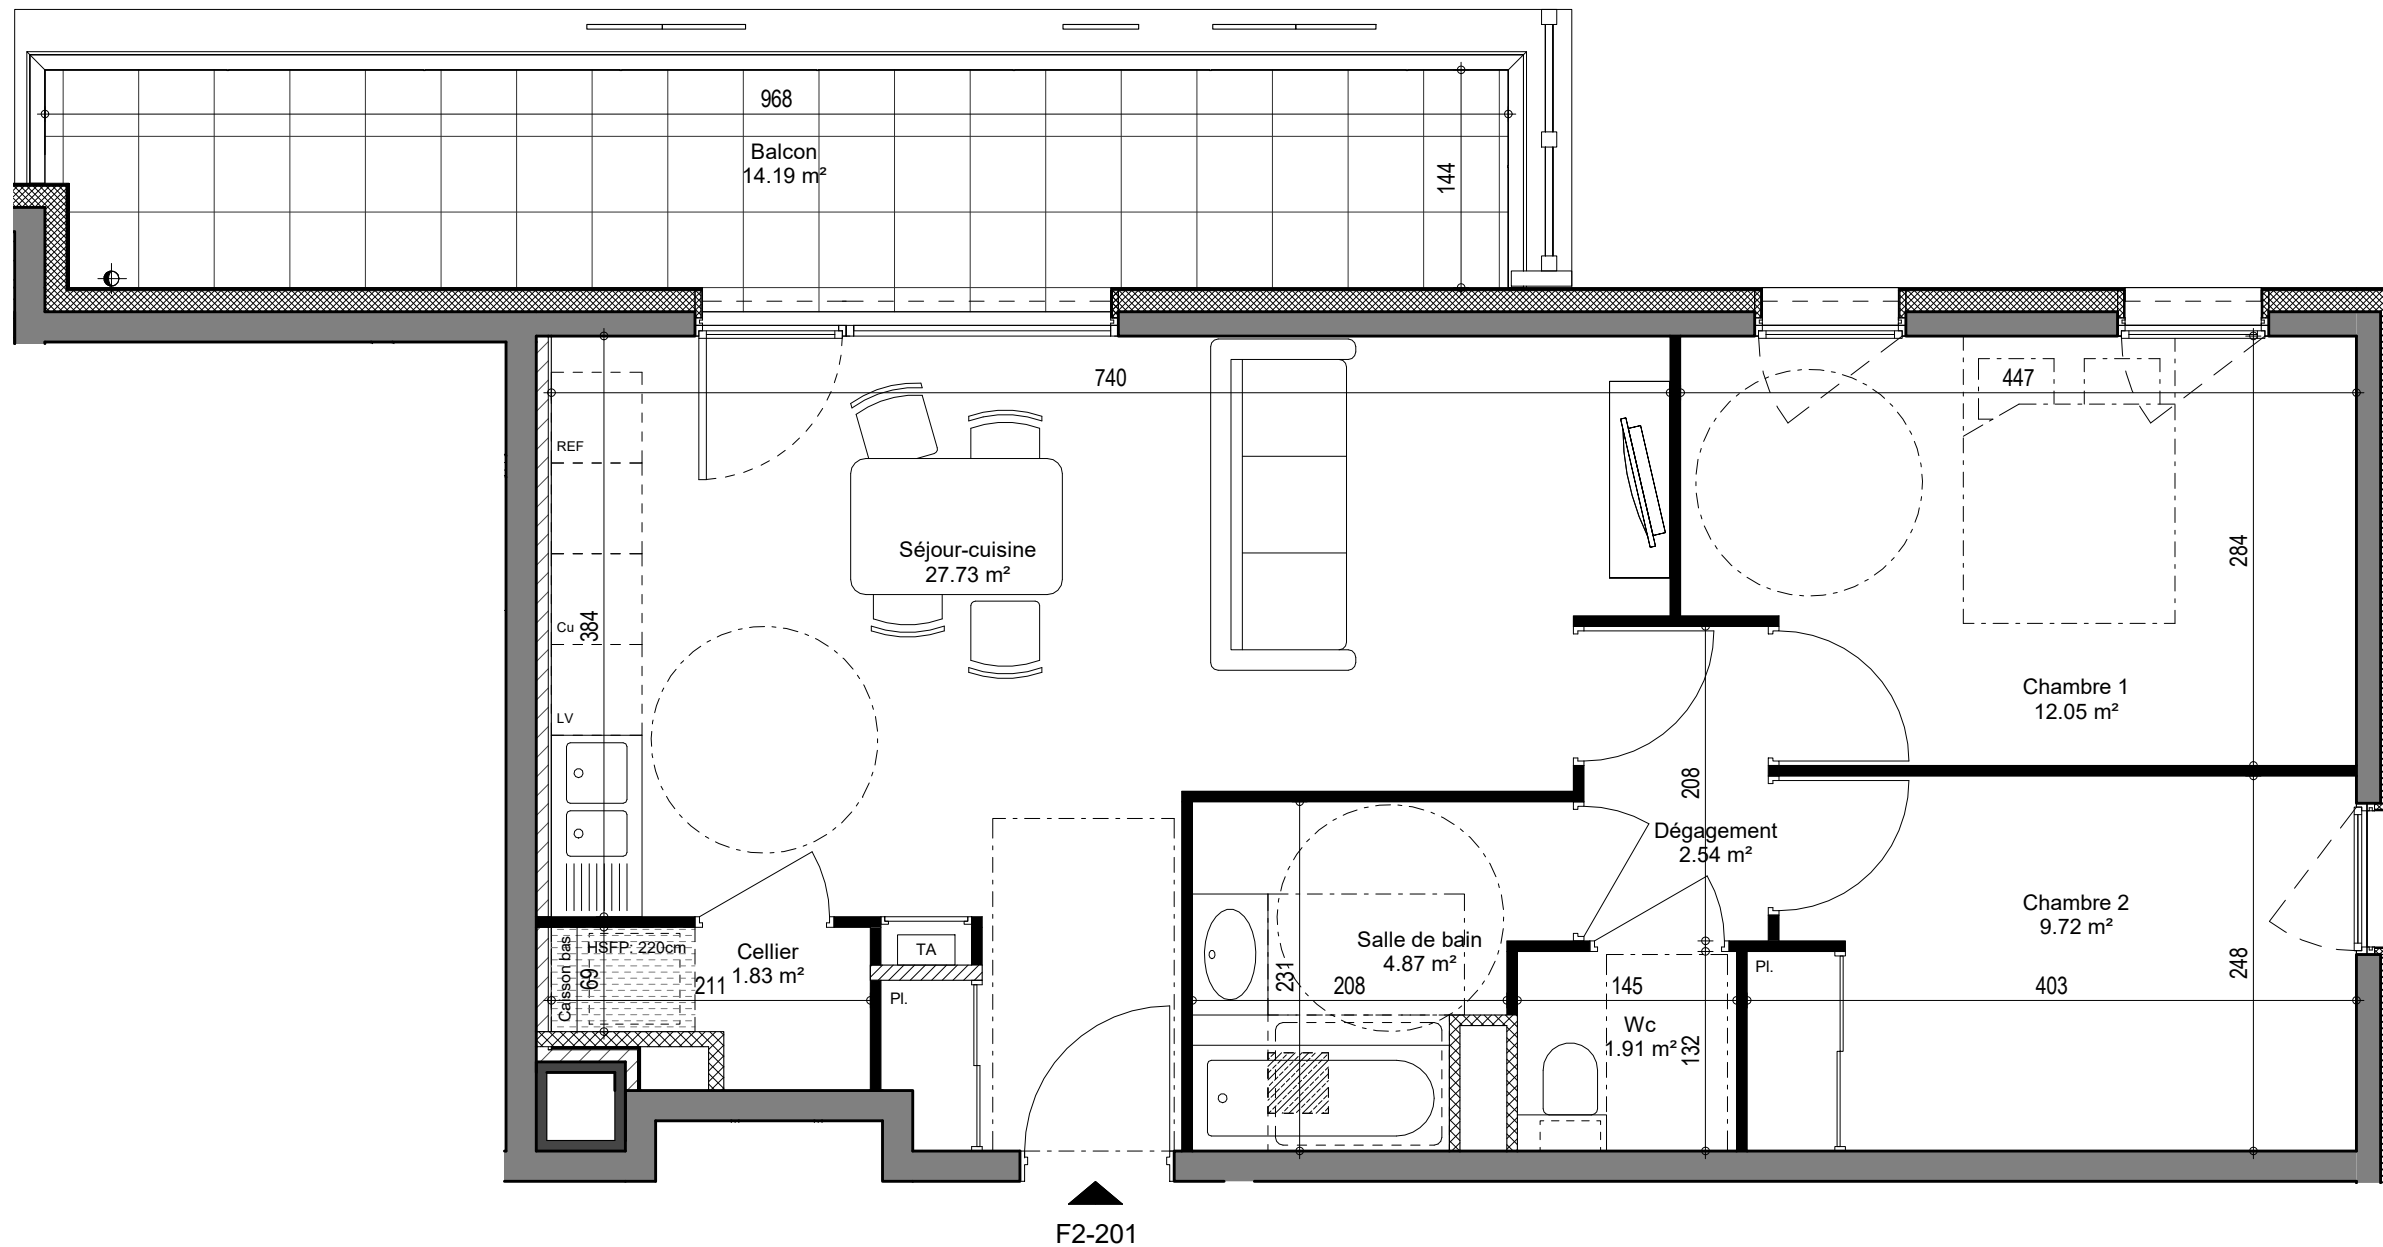 968
Balcon
14.19 m²
144
740
447
REF
Séjour-cuisine
27.73 m²
284
Cu
384
Chambre 1
12.05 m²
LV
208
Dégagement
2.54 m²
Chambre 2
9.72 m²
Caisson bas
HSFP: 220cm
69
211
Cellier
1.83 m²
TA
Pl.
Salle de bain
4.87 m²
231
208
145
Wc
1.91 m²
132
Pl.
403
248
F2-201